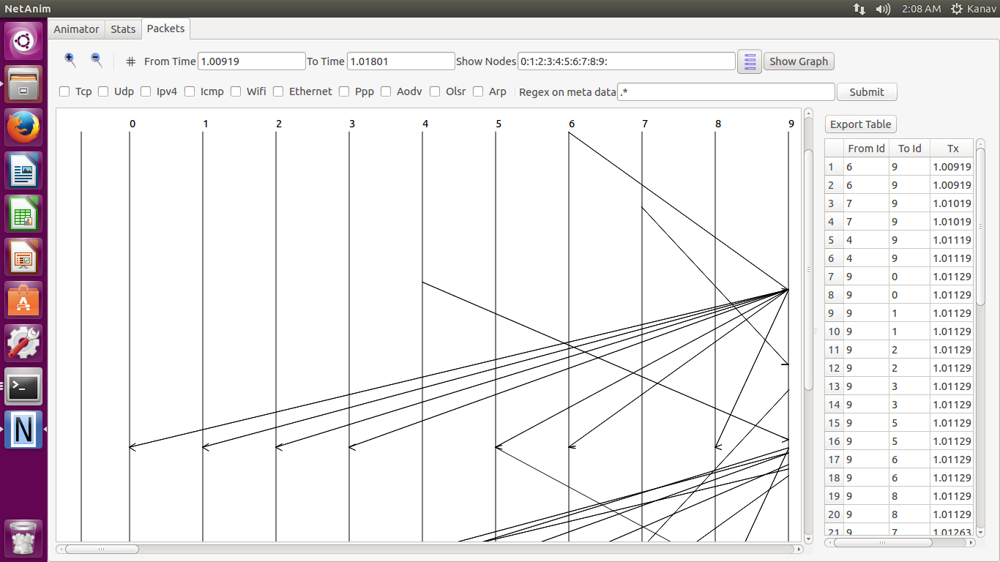 NetAnim 2:08 AM Kanav
Animator Stats Packets
# From Time 1.00919 To Time 1.01801 Show Nodes 0:1:2:3:4:5:6:7:8:9: Show Graph
Tcp Udp Ipv4 Icmp Wifi Ethernet Ppp Aodv Olsr Arp Regex on meta data .* Submit
0 1 2 3 4 5 6 7 8 9
Export Table
From Id To Id Tx
1 6 9 1.00919
2 6 9 1.00919
3 7 9 1.01019
4 7 9 1.01019
5 4 9 1.01119
6 4 9 1.01119
7 9 0 1.01129
8 9 0 1.01129
9 9 1 1.01129
10 9 1 1.01129
11 9 2 1.01129
12 9 2 1.01129
13 9 3 1.01129
14 9 3 1.01129
15 9 5 1.01129
16 9 5 1.01129
17 9 6 1.01129
18 9 6 1.01129
19 9 8 1.01129
20 9 8 1.01129
21 9 7 1.01263